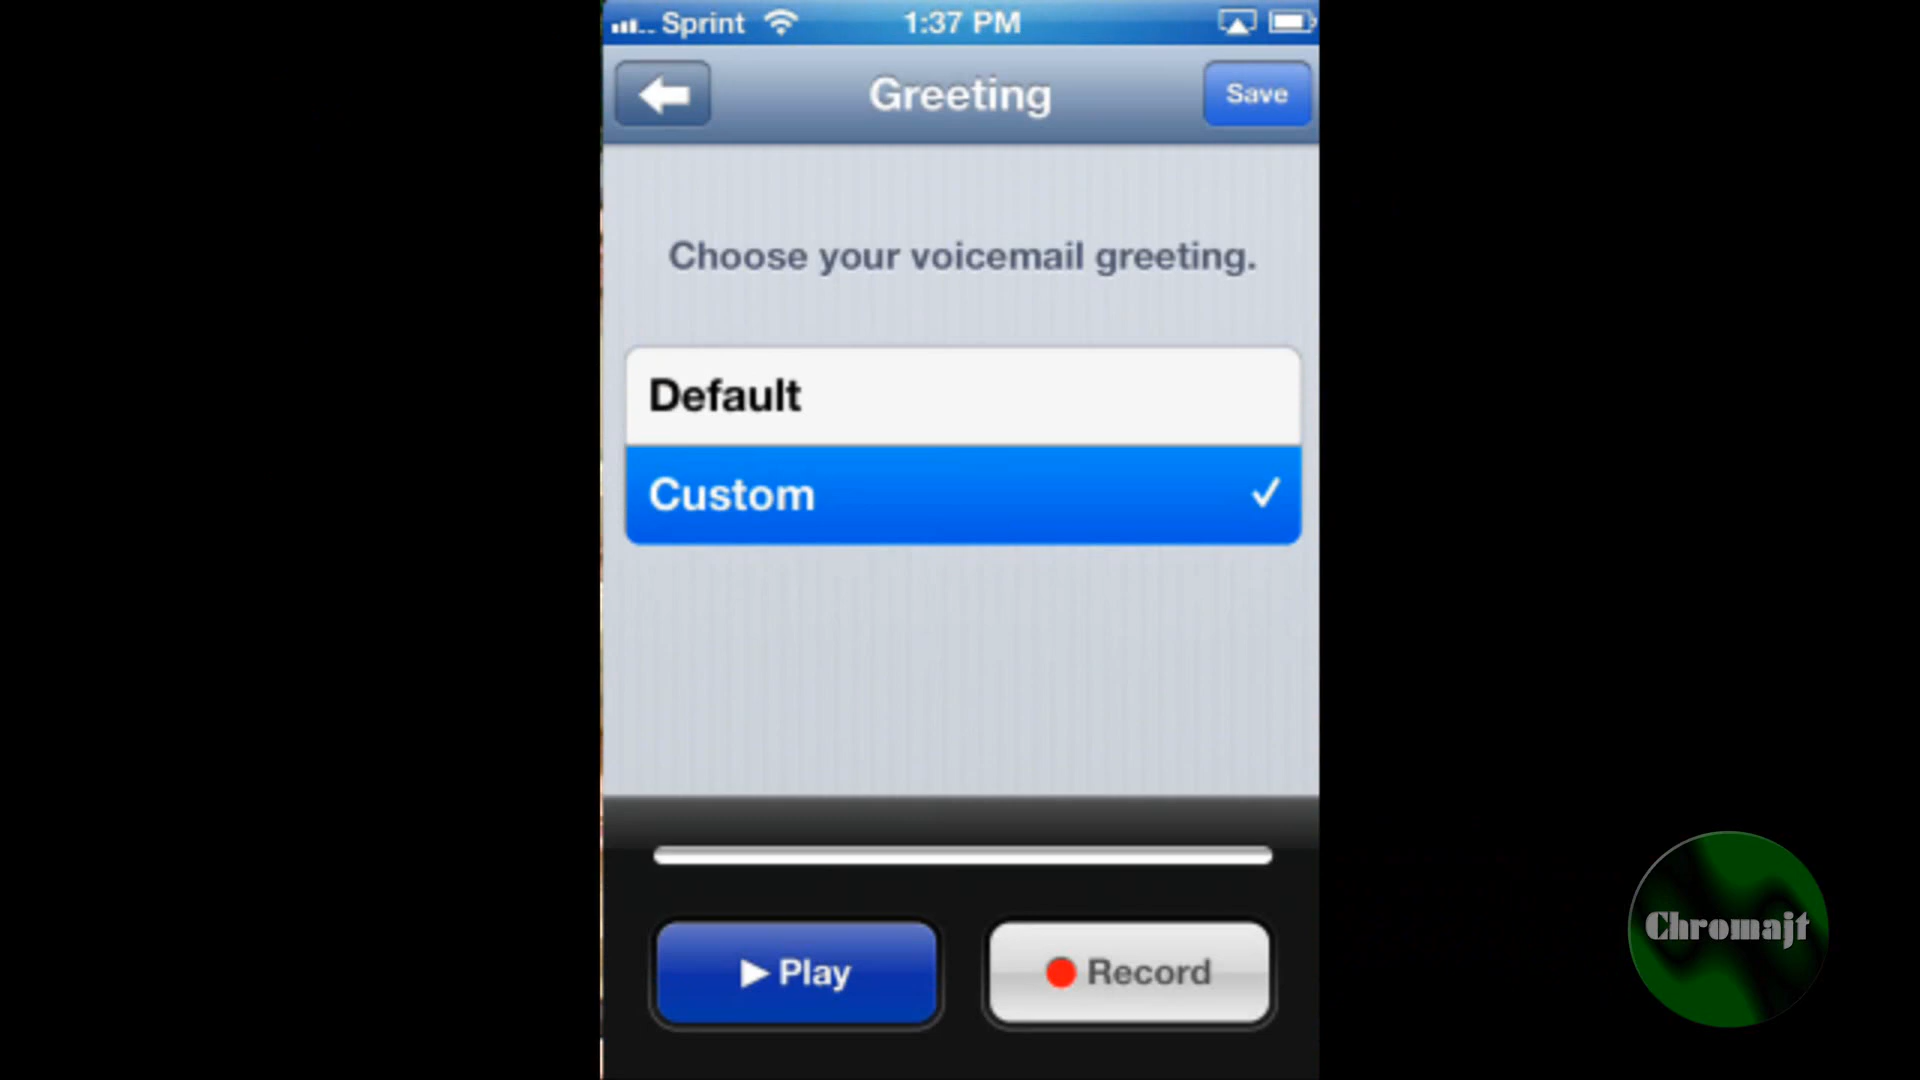 Sprint 1:37 PM
Greeting Save
Choose your voicemail greeting.
Default
Custom
Play Record
Chromajt